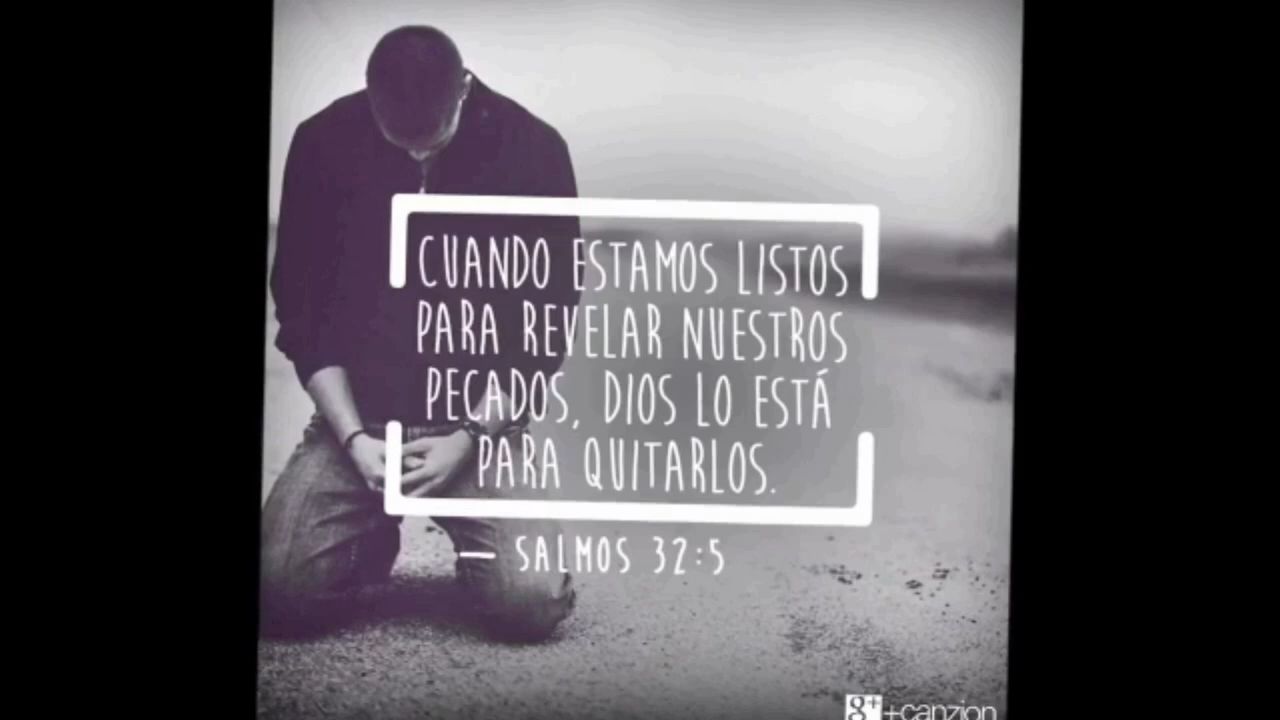 CUANDO ESTAMOS LISTOS
PARA REVELAR NUESTROS
PECADOS, DIOS LO ESTÁ
PARA QUITARLOS.
— SALMOS 32:5
g+ +canzion